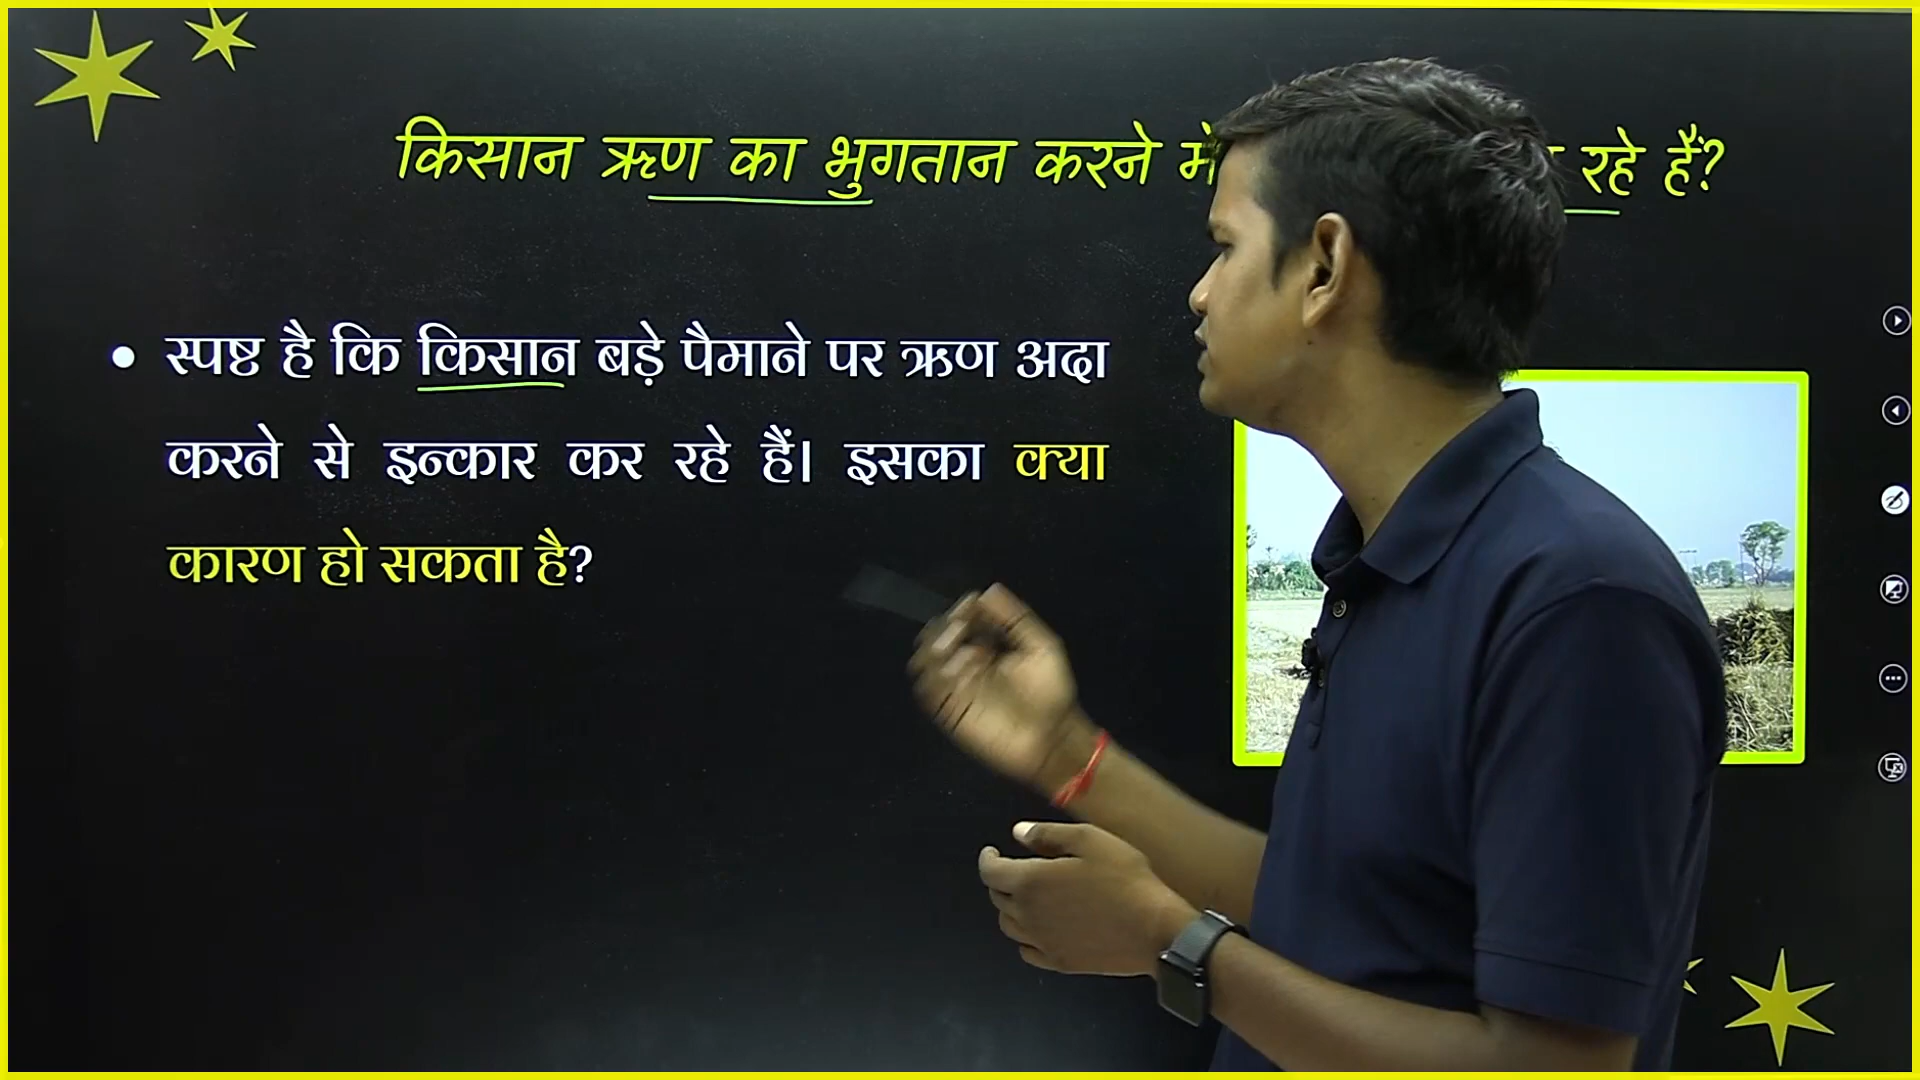 किसान ऋण का भुगतान करने में रहे हैं?
• स्पष्ट है कि किसान बड़े पैमाने पर ऋण अदा
करने से इन्कार कर रहे हैं। इसका क्या
कारण हो सकता है?